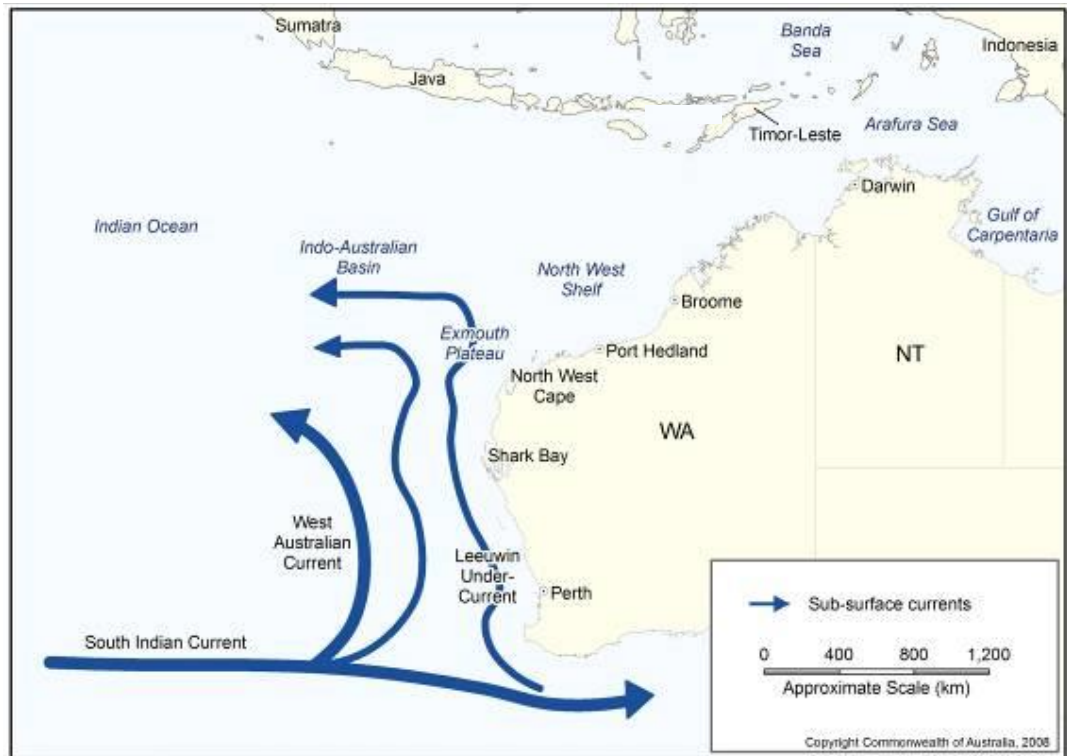 Sumatra
Banda
Sea
Indonesia
Java
Timor-Leste
Arafura Sea
Darwin
Indian Ocean
Gulf of
Carpentaria
Indo-Australian
Basin
North West
Shelf
Broome
Exmouth
Plateau
Port Hedland
NT
North West
Cape
WA
Shark Bay
West
Australian
Current
Leeuwin
Under-
Current
Perth
Sub-surface currents
South Indian Current
0 400 800 1,200
Approximate Scale (km)
Copyright Commonwealth of Australia, 2008